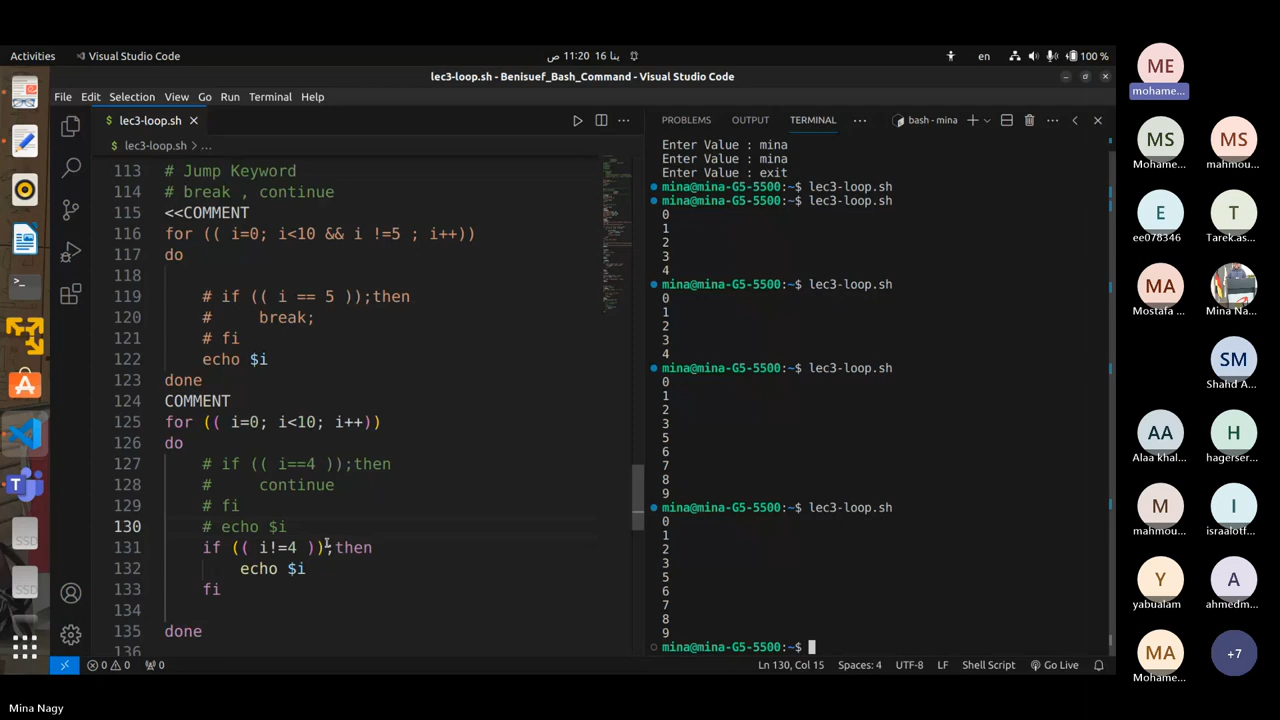 Activities
Visual Studio Code
11:20 ص
16 ينا
en
100 %
lec3-loop.sh - Benisuef_Bash_Command - Visual Studio Code
File Edit Selection View Go Run Terminal Help
lec3-loop.sh
lec3-loop.sh > ...
113 # Jump Keyword
114 # break , continue
115 <<COMMENT
116 for (( i=0; i<10 && i !=5 ; i++))
117 do
118
119 # if (( i == 5 ));then
120 # break;
121 # fi
122 echo $i
123 done
124 COMMENT
125 for (( i=0; i<10; i++))
126 do
127 # if (( i==4 ));then
128 # continue
129 # fi
130 # echo $i
131 if (( i!=4 ));then
132 echo $i
133 fi
134
135 done
136
PROBLEMS OUTPUT TERMINAL ... bash - mina
Enter Value : mina
Enter Value : mina
Enter Value : exit
mina@mina-G5-5500:~$ lec3-loop.sh
mina@mina-G5-5500:~$ lec3-loop.sh
0
1
2
3
4
mina@mina-G5-5500:~$ lec3-loop.sh
0
1
2
3
4
mina@mina-G5-5500:~$ lec3-loop.sh
0
1
2
3
5
6
7
8
9
mina@mina-G5-5500:~$ lec3-loop.sh
0
1
2
3
5
6
7
8
9
mina@mina-G5-5500:~$
0 0 0
Ln 130, Col 15 Spaces: 4 UTF-8 LF Shell Script Go Live
ME
mohame...
MS MS
Mohame... mahmou...
E T
ee078346 Tarek.as...
MA
Mostafa ... Mina Na...
SM
Shahd A...
AA H
Alaa khal... hagerser...
M I
mahmou... israalotf...
Y A
yabualam ahmedm...
MA +7
Mohame...
SSD
SSD
Mina Nagy